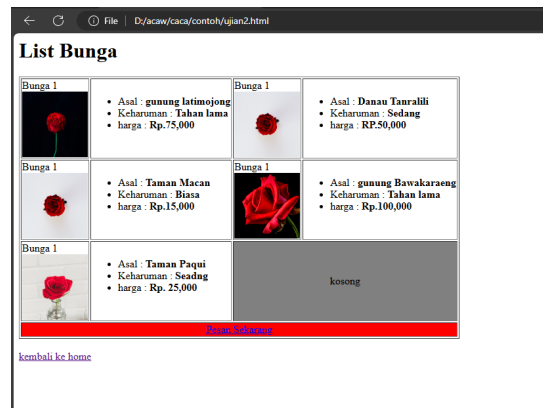 File D:/acaw/caca/contoh/ujian2.html
List Bunga
Bunga 1
Asal : gunung latimojong
Keharuman : Tahan lama
harga : Rp.75,000
Bunga 1
Asal : Danau Tanralili
Keharuman : Sedang
harga : RP.50,000
Bunga 1
Asal : Taman Macan
Keharuman : Biasa
harga : Rp.15,000
Bunga 1
Asal : gunung Bawakaraeng
Keharuman : Tahan lama
harga : Rp.100,000
Bunga 1
Asal : Taman Paqui
Keharuman : Seadng
harga : Rp. 25,000
kosong
Pesan Sekarang
kembali ke home